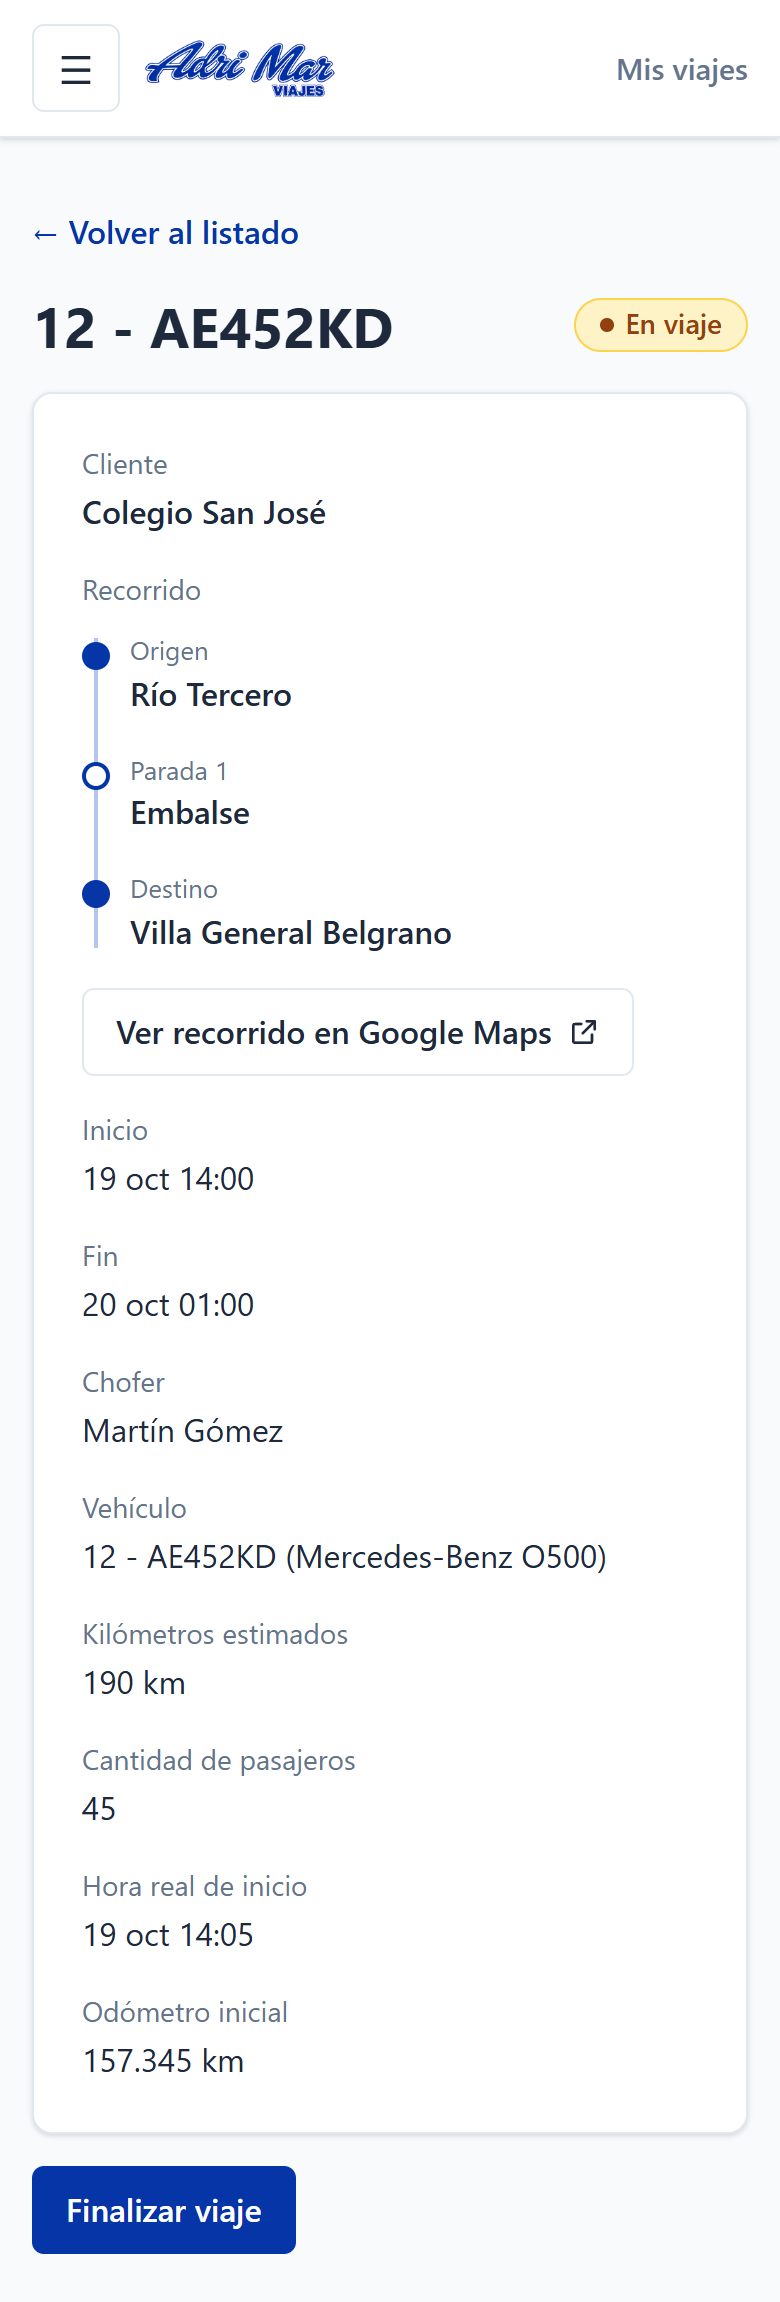 ☰
Adri Mar
VIAJES
Mis viajes
← Volver al listado
12 - AE452KD
En viaje
Cliente
Colegio San José
Recorrido
Origen
Río Tercero
Parada 1
Embalse
Destino
Villa General Belgrano
Ver recorrido en Google Maps
Inicio
19 oct 14:00
Fin
20 oct 01:00
Chofer
Martín Gómez
Vehículo
12 - AE452KD (Mercedes-Benz O500)
Kilómetros estimados
190 km
Cantidad de pasajeros
45
Hora real de inicio
19 oct 14:05
Odómetro inicial
157.345 km
Finalizar viaje